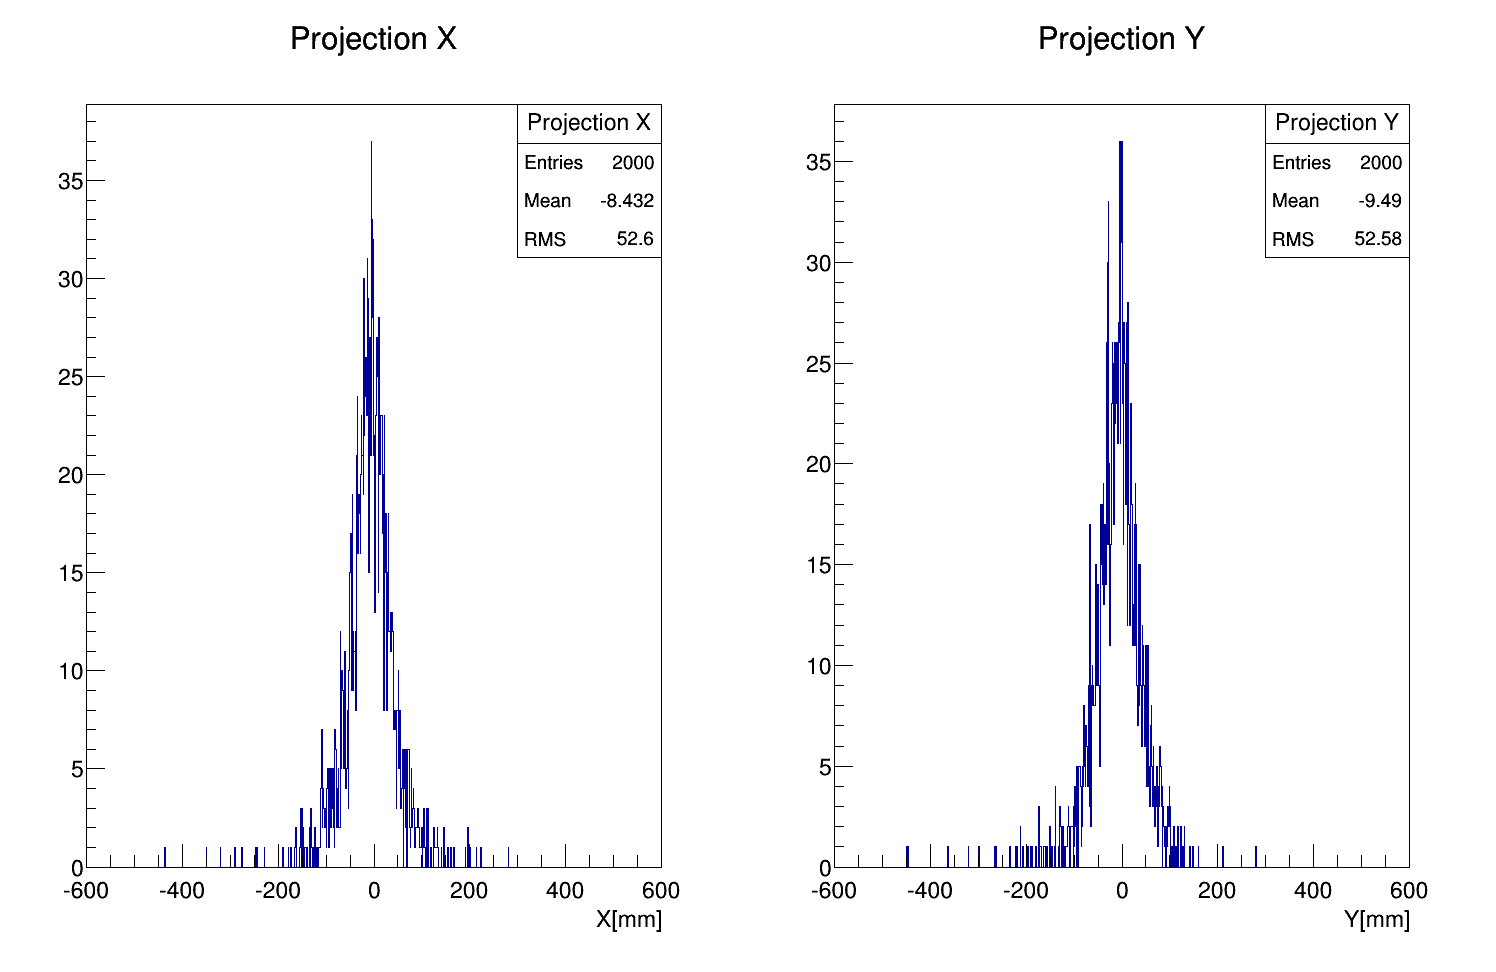 Projection X
Projection X
Entries 2000
Mean -8.432
RMS 52.6
35
30
25
20
15
10
5
0
-600 -400 -200 0 200 400 600
X[mm]
Projection Y
Projection Y
Entries 2000
Mean -9.49
RMS 52.58
35
30
25
20
15
10
5
0
-600 -400 -200 0 200 400 600
Y[mm]